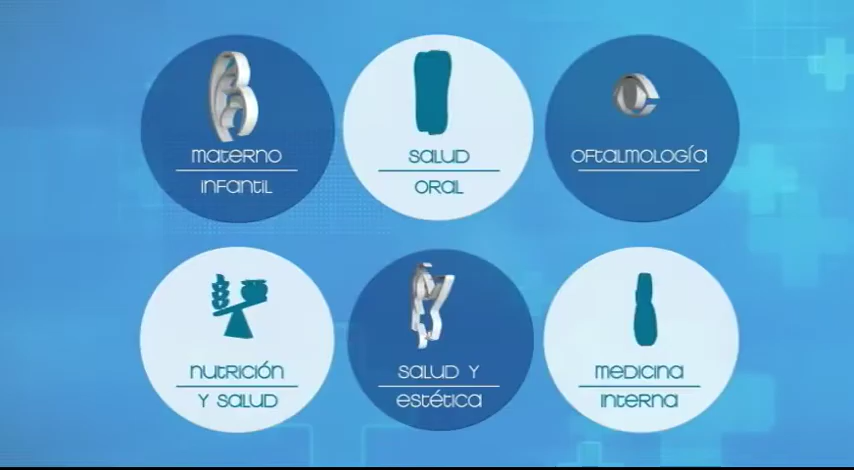 MATERNO
INFANTIL
SALUD
ORAL
OFTALMOLOGÍA
NUTRICIÓN
Y SALUD
SALUD Y
ESTÉTICA
MEDICINA
INTERNA